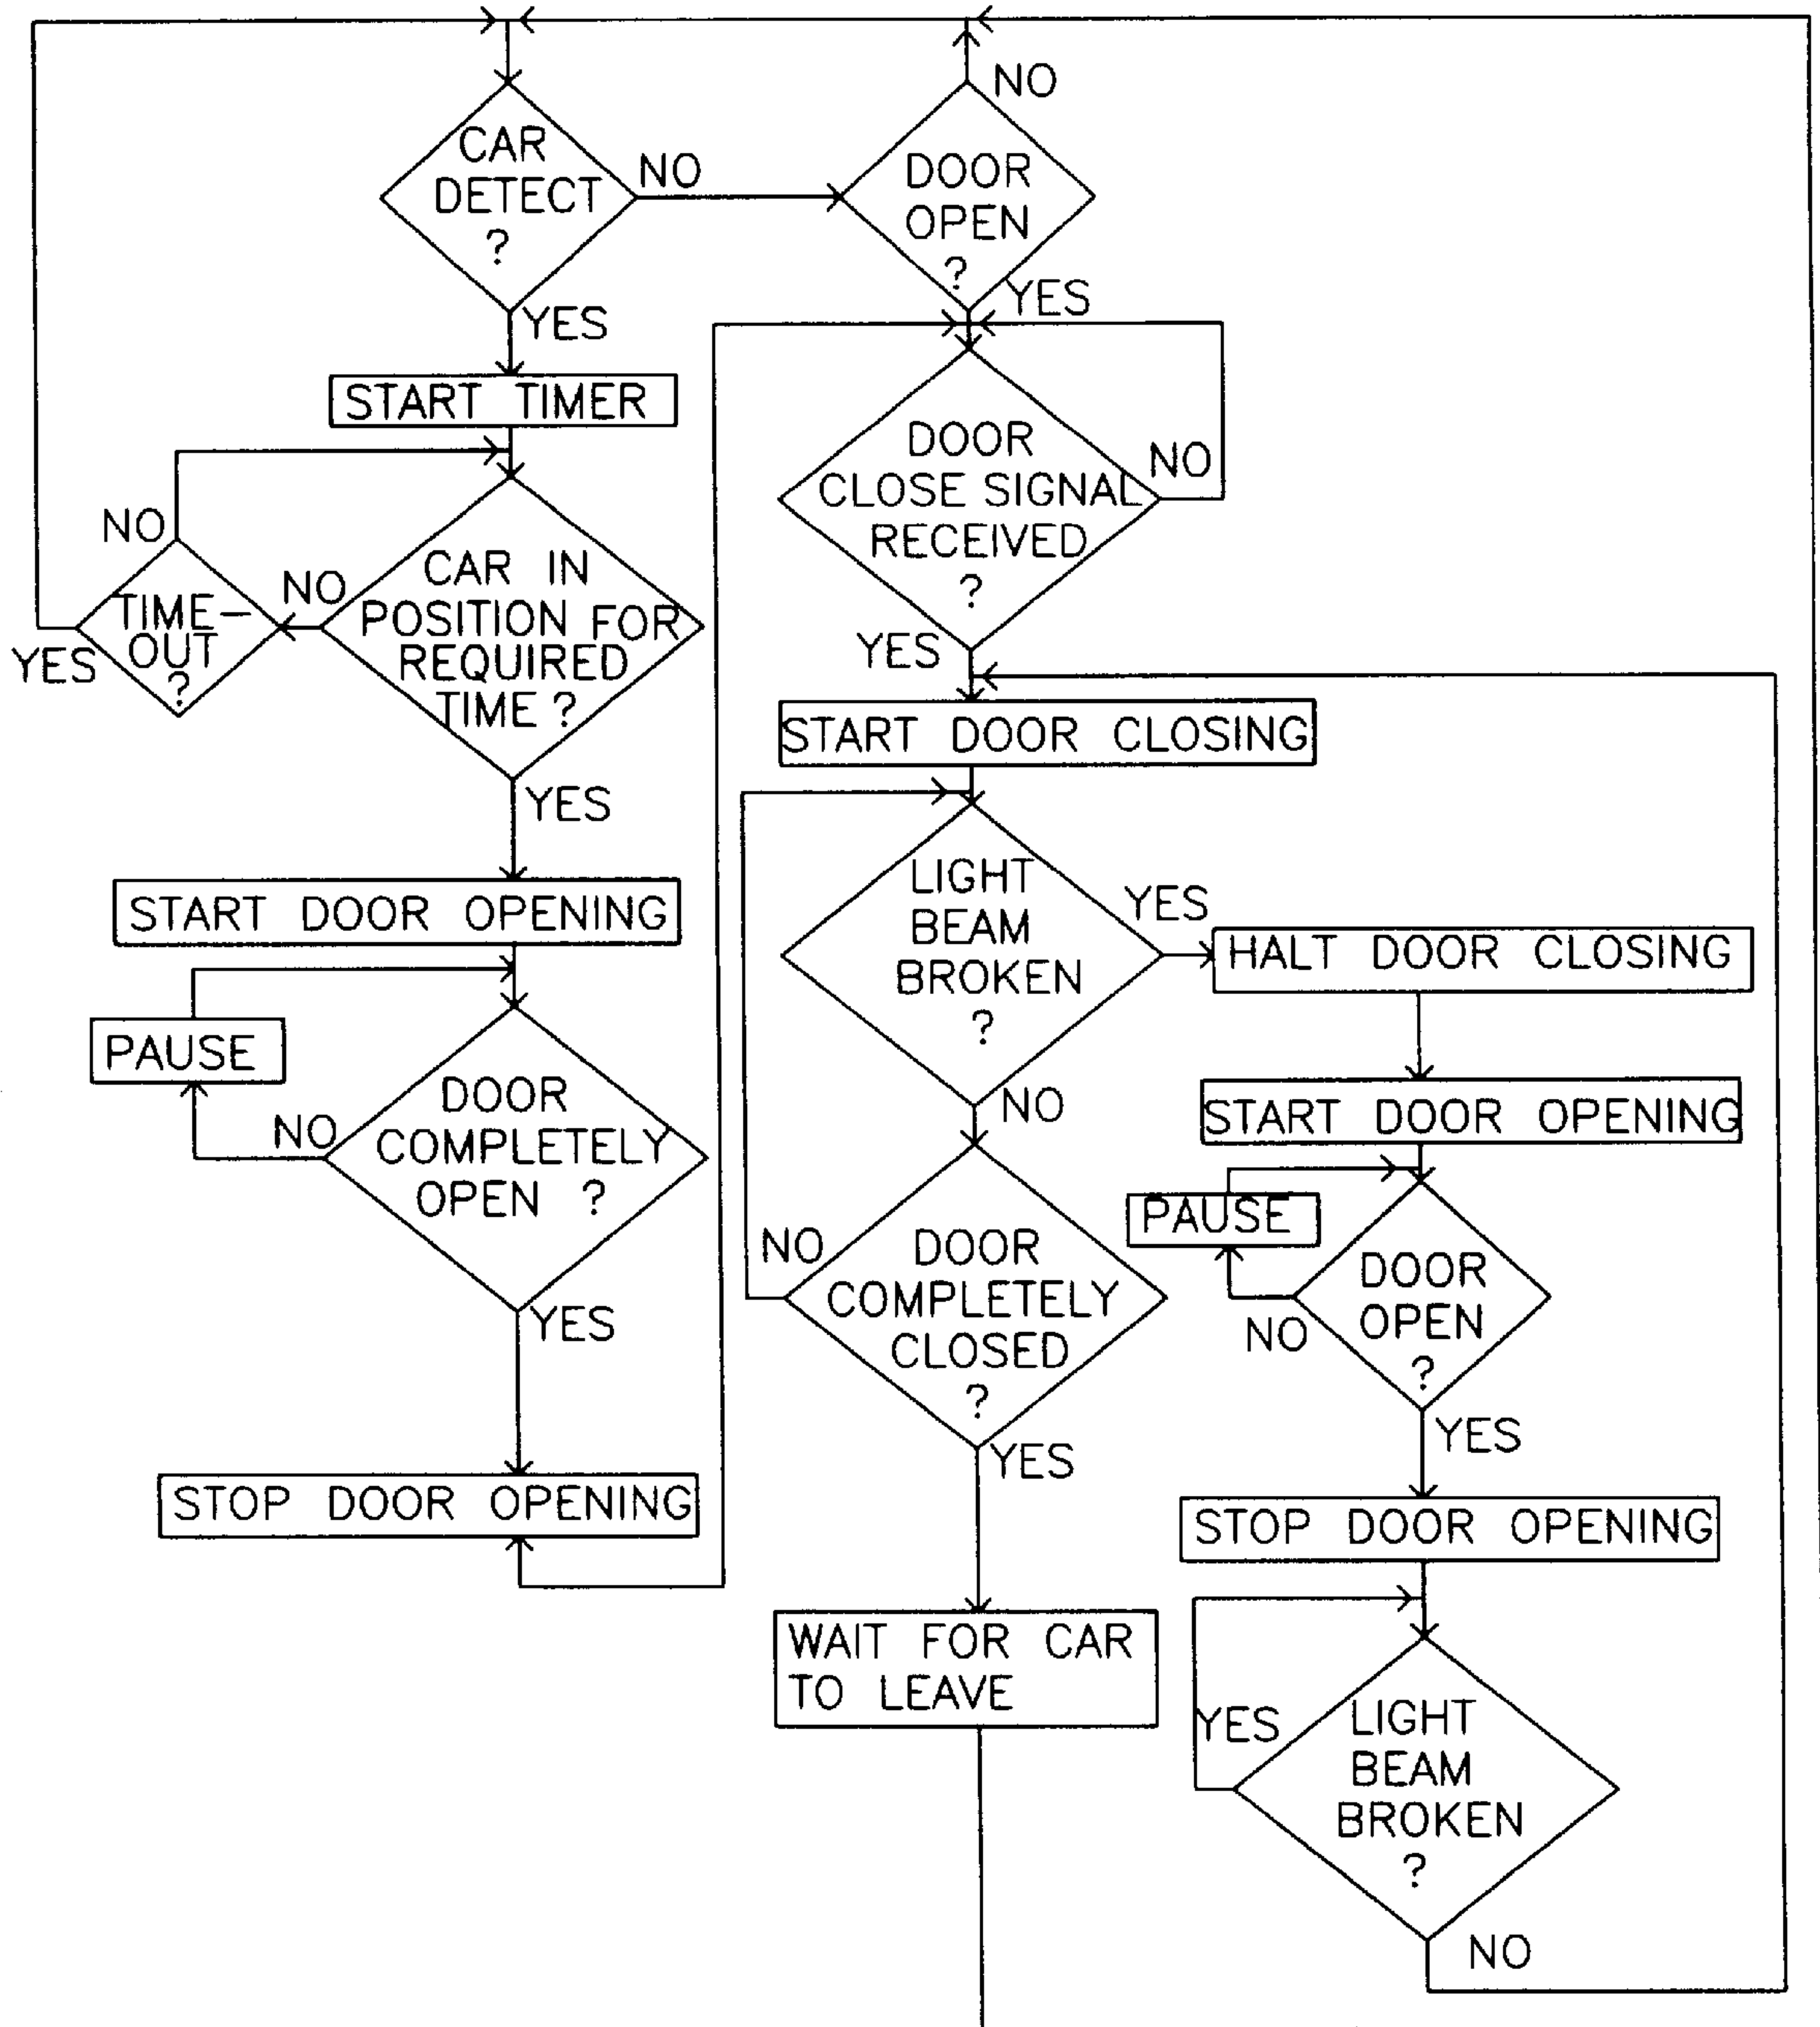 CAR
DETECT
?
NO
YES
DOOR
OPEN
?
NO
YES
START TIMER
CAR IN
POSITION FOR
REQUIRED
TIME ?
NO
YES
TIME-
OUT
?
NO
YES
START DOOR OPENING
PAUSE
DOOR
COMPLETELY
OPEN ?
NO
YES
STOP DOOR OPENING
DOOR
CLOSE SIGNAL
RECEIVED
?
NO
YES
START DOOR CLOSING
LIGHT
BEAM
BROKEN
?
YES
NO
DOOR
COMPLETELY
CLOSED
?
NO
YES
WAIT FOR CAR
TO LEAVE
HALT DOOR CLOSING
START DOOR OPENING
PAUSE
DOOR
OPEN
?
NO
YES
STOP DOOR OPENING
LIGHT
BEAM
BROKEN
?
YES
NO